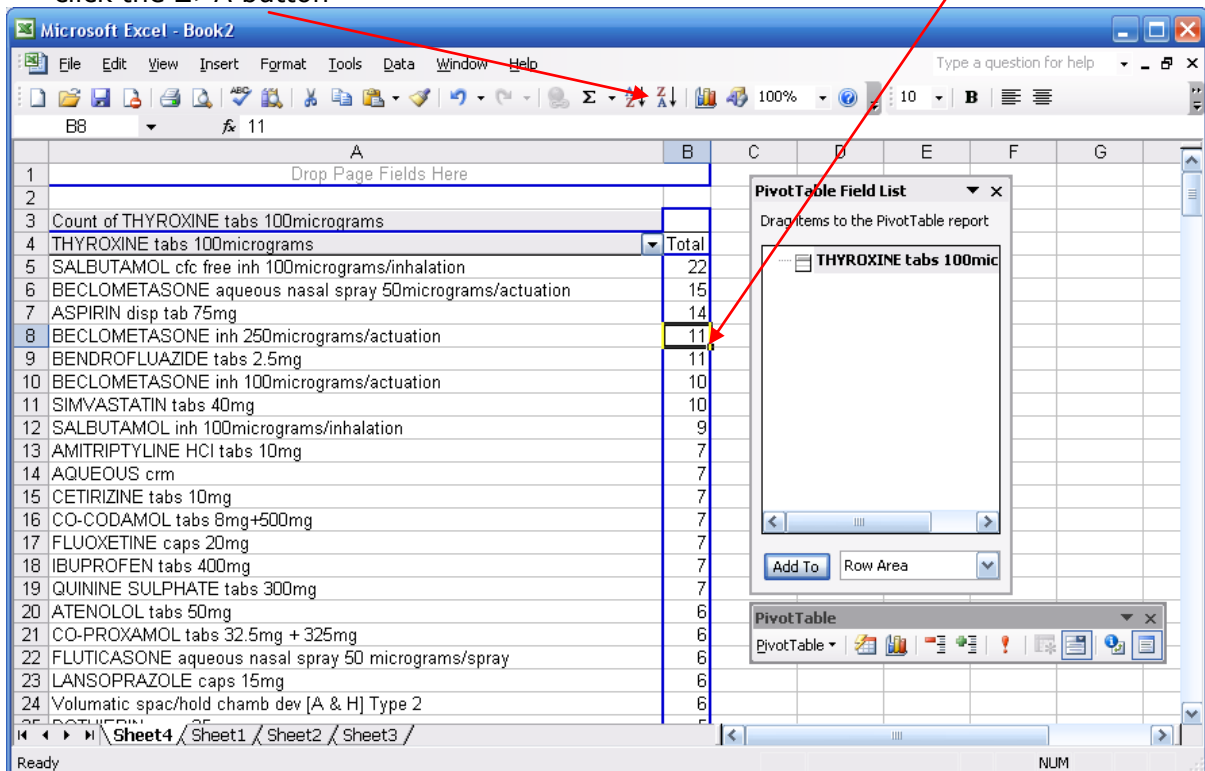 Microsoft Excel - Book2
File Edit View Insert Format Tools Data Window Help Type a question for help
100% 10 B
B8 fx 11
A B C D E F G
1 Drop Page Fields Here
2
3 Count of THYROXINE tabs 100micrograms
4 THYROXINE tabs 100micrograms Total
5 SALBUTAMOL cfc free inh 100micrograms/inhalation 22
6 BECLOMETASONE aqueous nasal spray 50micrograms/actuation 15
7 ASPIRIN disp tab 75mg 14
8 BECLOMETASONE inh 250micrograms/actuation 11
9 BENDROFLUAZIDE tabs 2.5mg 11
10 BECLOMETASONE inh 100micrograms/actuation 10
11 SIMVASTATIN tabs 40mg 10
12 SALBUTAMOL inh 100micrograms/inhalation 9
13 AMITRIPTYLINE HCl tabs 10mg 7
14 AQUEOUS crm 7
15 CETIRIZINE tabs 10mg 7
16 CO-CODAMOL tabs 8mg+500mg 7
17 FLUOXETINE caps 20mg 7
18 IBUPROFEN tabs 400mg 7
19 QUININE SULPHATE tabs 300mg 7
20 ATENOLOL tabs 50mg 6
21 CO-PROXAMOL tabs 32.5mg + 325mg 6
22 FLUTICASONE aqueous nasal spray 50 micrograms/spray 6
23 LANSOPRAZOLE caps 15mg 6
24 Volumatic spac/hold chamb dev [A & H] Type 2 6
PivotTable Field List
Drag items to the PivotTable report
THYROXINE tabs 100mic
Add To Row Area
PivotTable
PivotTable
Sheet4 Sheet1 Sheet2 Sheet3
Ready NUM